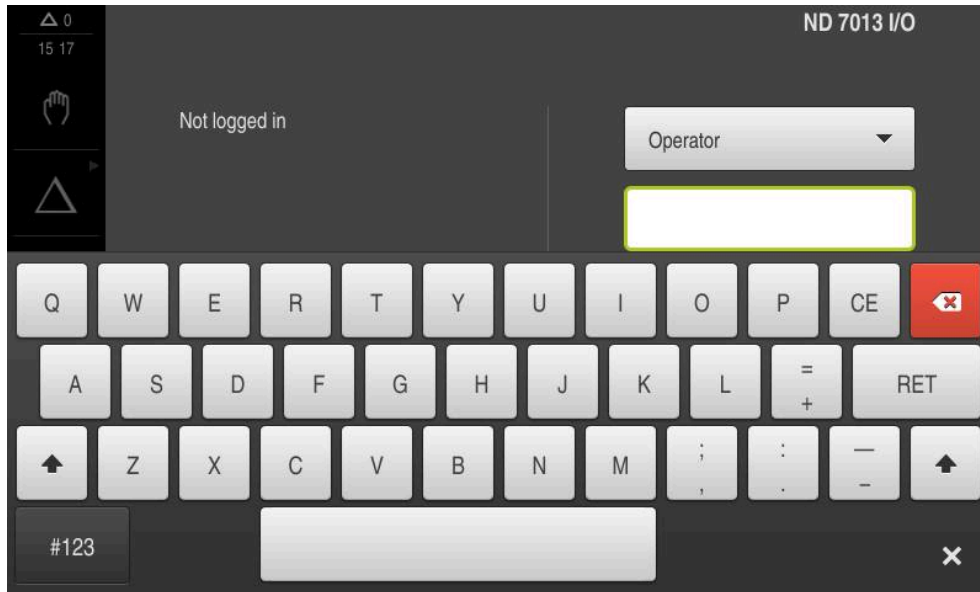 0
ND 7013 I/O
15 17
Not logged in
Operator
Q W E R T Y U I O P CE
A S D F G H J K L = + RET
Z X C V B N M ; , : . — –
#123